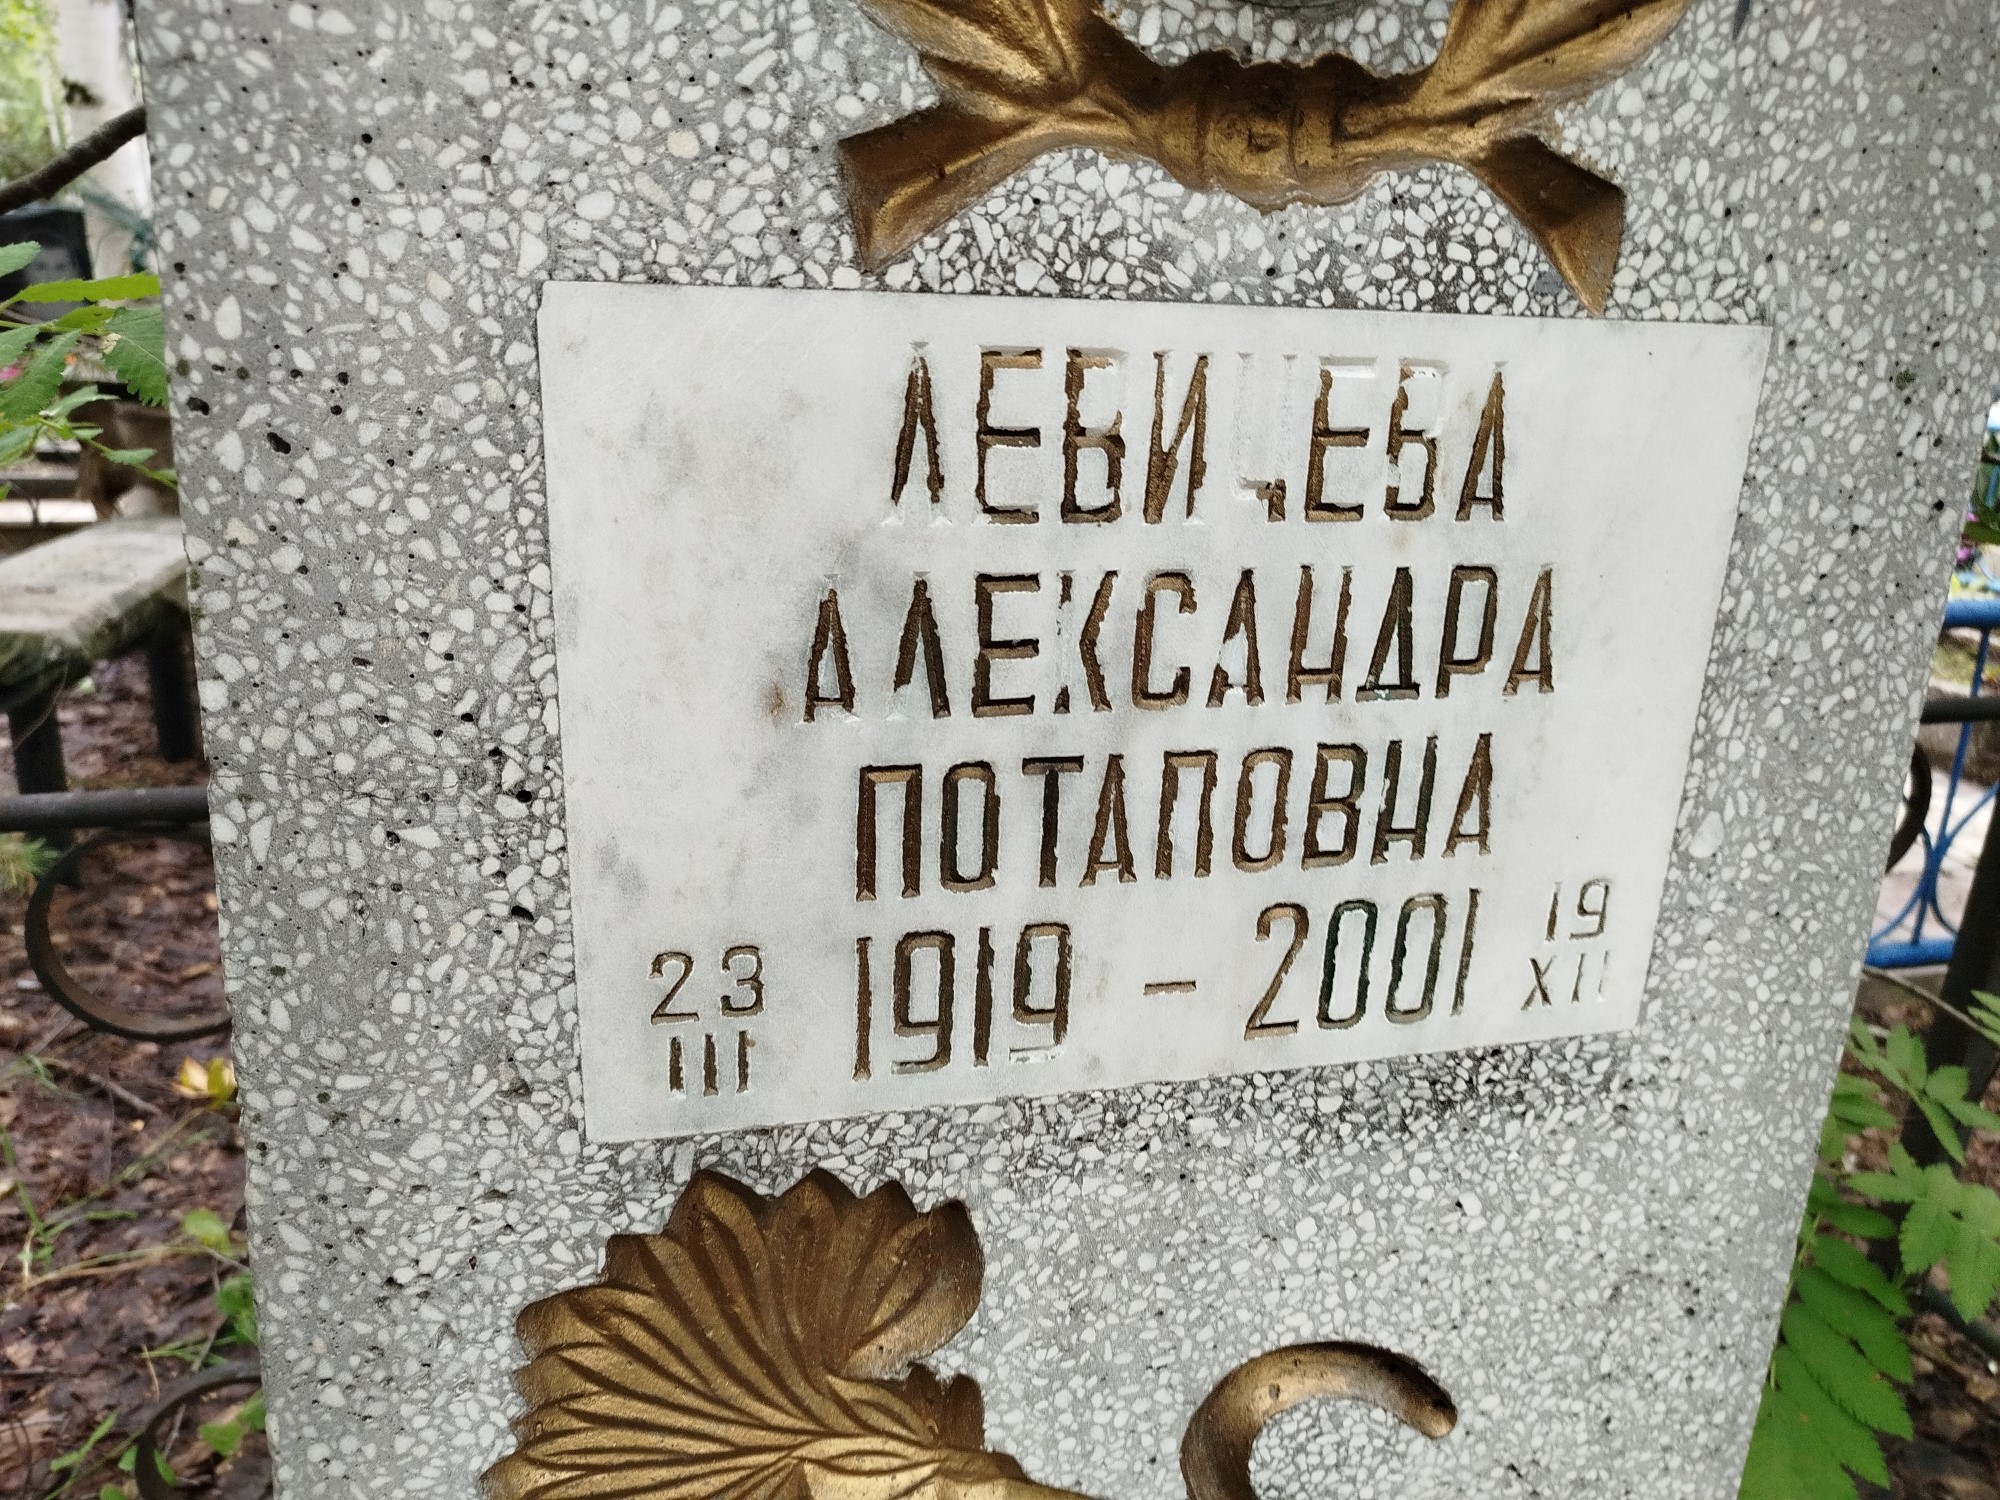 ЛЕВИЧЕВА
АЛЕКСАНДРА
ПОТАПОВНА
23 III 1919 - 2001 19 XII